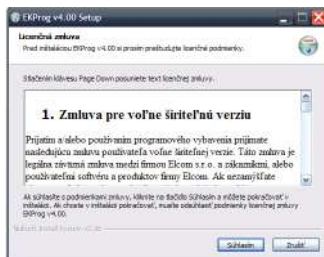 EKProg v4.00 Setup
Licenčná zmluva
Pred inštaláciou EKProg v4.00 si prosím preštudujte licenčné podmienky.
Stlačením klávesu Page Down posuniete text licenčnej zmluvy.
1. Zmluva pre voľne šíriteľnú verziu
Prijatím a/alebo používaním programového vybavenia prijímate
nasledujúcu zmluvu používateľa voľne šíriteľnej verzie. Táto zmluva je
legálna záväzná zmluva medzi firmou Elcom s.r.o. a zákazníkmi, alebo
používateľmi softvéru a produktov firmy Elcom. Ak nezamýšľate
Ak súhlasíte s podmienkami zmluvy, kliknite na tlačidlo Súhlasím a môžete pokračovať v
inštalácii. Ak chcete v inštalácii pokračovať, musíte odsúhlasiť podmienky licenčnej zmluvy
EKProg v4.00.
Nullsoft Install System
Súhlasím
Zrušiť